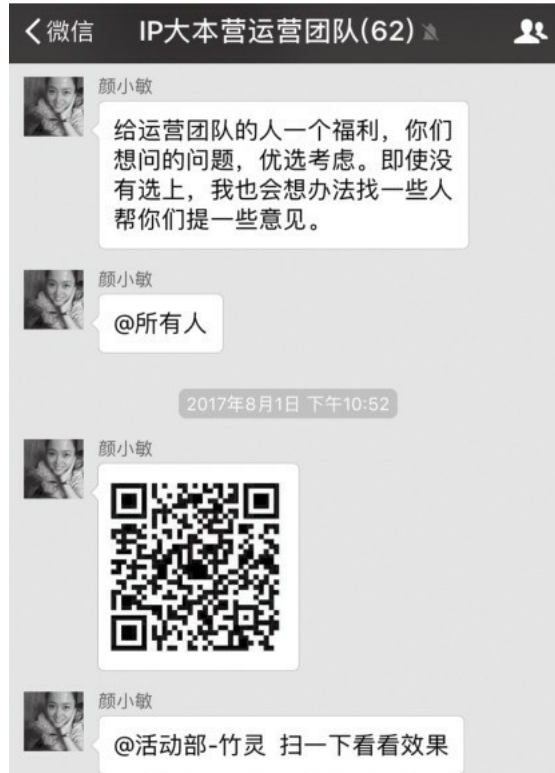 微信
IP大本营运营团队(62)
颜小敏
给运营团队的人一个福利，你们
想问的问题，优选考虑。即使没
有选上，我也会想办法找一些人
帮你们提一些意见。
颜小敏
@所有人
2017年8月1日 下午10:52
颜小敏
颜小敏
@活动部-竹灵 扫一下看看效果